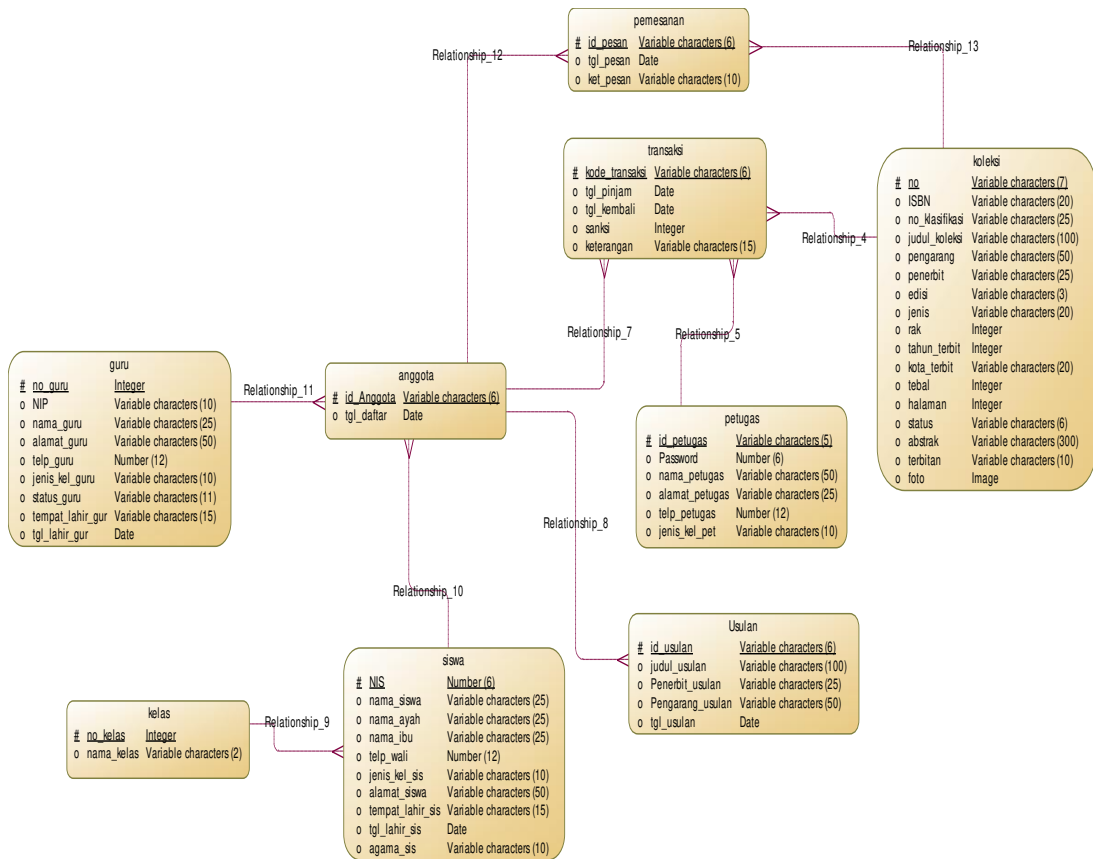 pemesanan
# id_pesan Variable characters (6)
o tgl_pesan Date
o ket_pesan Variable characters (10)
Relationship_12
Relationship_13
transaksi
# kode_transaksi Variable characters (6)
o tgl_pinjam Date
o tgl_kembali Date
o sanksi Integer
o keterangan Variable characters (15)
koleksi
# no Variable characters (7)
o ISBN Variable characters (20)
o no_klasifikasi Variable characters (25)
o judul_koleksi Variable characters (100)
o pengarang Variable characters (50)
o penerbit Variable characters (25)
o edisi Variable characters (3)
o jenis Variable characters (20)
o rak Integer
o tahun_terbit Integer
o kota_terbit Variable characters (20)
o tebal Integer
o halaman Integer
o status Variable characters (6)
o abstrak Variable characters (300)
o terbitan Variable characters (10)
o foto Image
Relationship_4
Relationship_7
Relationship_5
guru
# no_guru Integer
o NIP Variable characters (10)
o nama_guru Variable characters (25)
o alamat_guru Variable characters (50)
o telp_guru Number (12)
o jenis_kel_guru Variable characters (10)
o status_guru Variable characters (11)
o tempat_lahir_gur Variable characters (15)
o tgl_lahir_gur Date
Relationship_11
anggota
# id_Anggota Variable characters (6)
o tgl_daftar Date
petugas
# id_petugas Variable characters (5)
o Password Number (6)
o nama_petugas Variable characters (50)
o alamat_petugas Variable characters (25)
o telp_petugas Number (12)
o jenis_kel_pet Variable characters (10)
Relationship_8
Relationship_10
Usulan
# id_usulan Variable characters (6)
o judul_usulan Variable characters (100)
o Penerbit_usulan Variable characters (25)
o Pengarang_usulan Variable characters (50)
o tgl_usulan Date
siswa
# NIS Number (6)
o nama_siswa Variable characters (25)
o nama_ayah Variable characters (25)
o nama_ibu Variable characters (25)
o telp_wali Number (12)
o jenis_kel_sis Variable characters (10)
o alamat_siswa Variable characters (50)
o tempat_lahir_sis Variable characters (15)
o tgl_lahir_sis Date
o agama_sis Variable characters (10)
kelas
# no_kelas Integer
o nama_kelas Variable characters (2)
Relationship_9